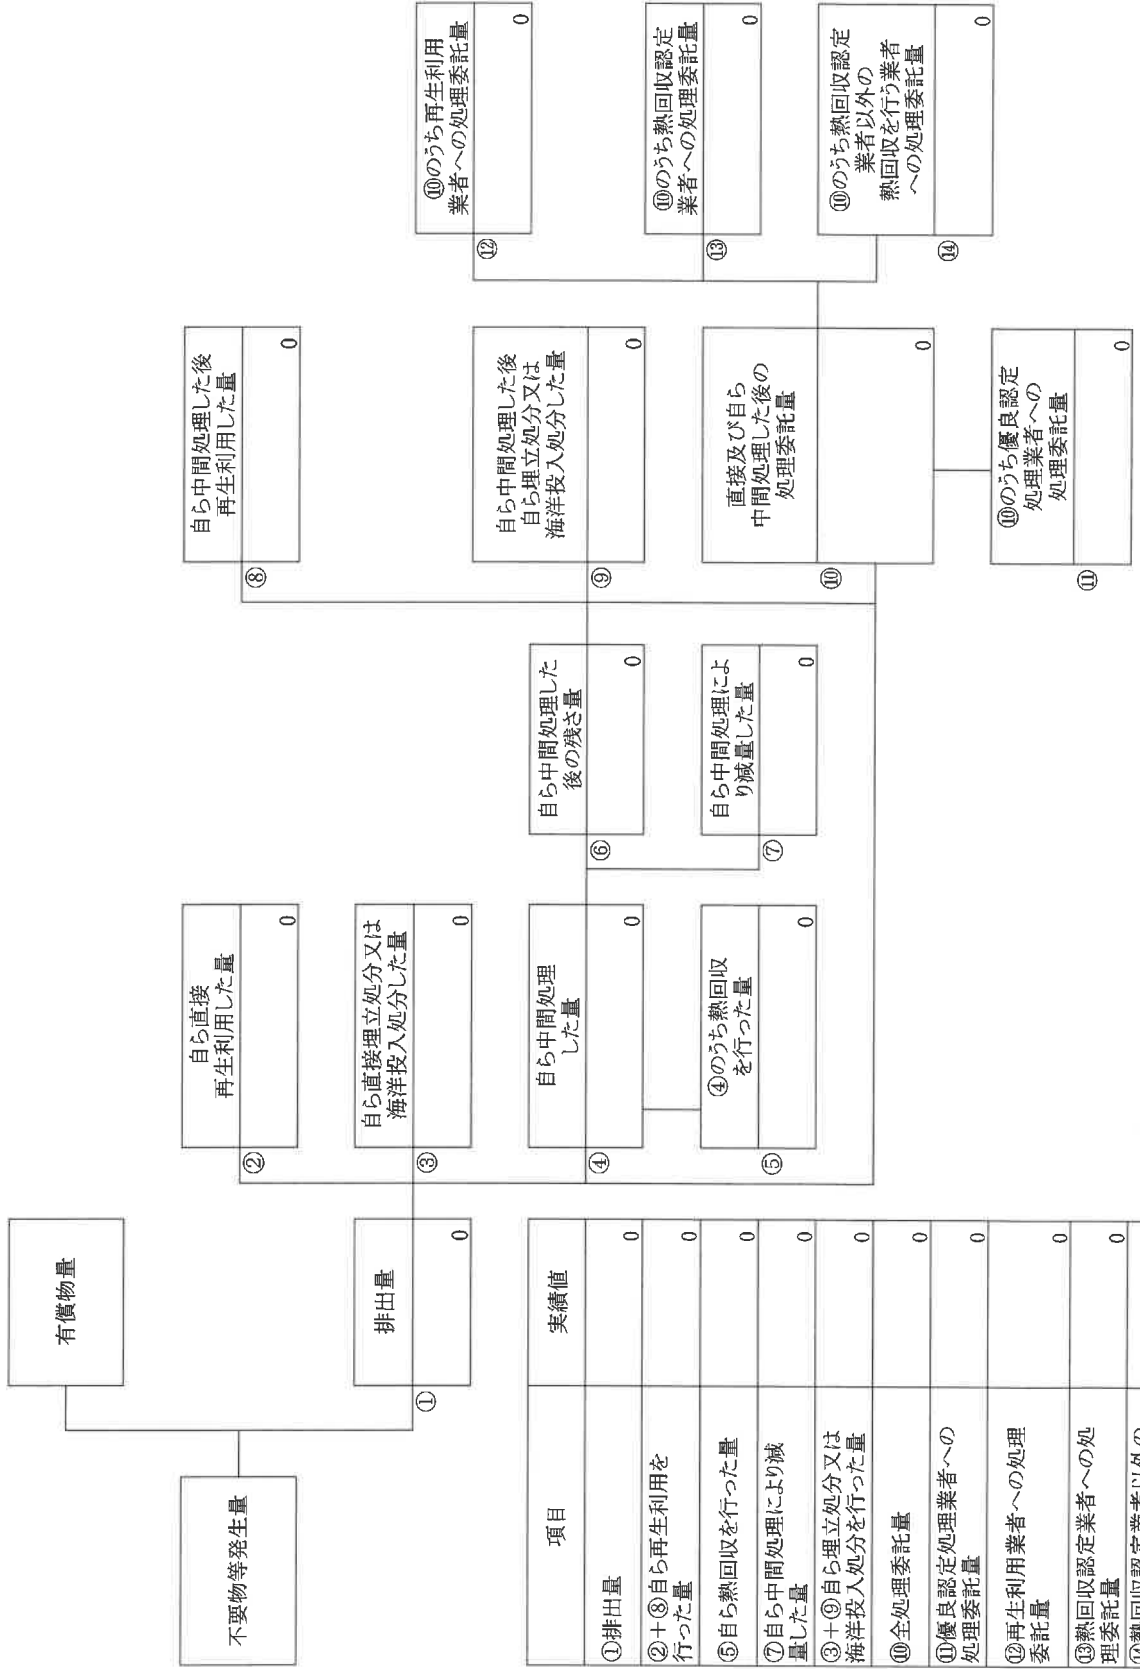 不要物等発生量
有償物量
排出量
①
0
自ら直接
再生利用した量
②
0
自ら直接埋立処分又は
海洋投入処分した量
③
0
自ら中間処理
した量
④
0
④のうち熱回収
を行った量
⑤
0
自ら中間処理した
後の残さ量
⑥
0
自ら中間処理によ
り減量した量
⑦
0
自ら中間処理した後
再生利用した量
⑧
0
自ら中間処理した後
自ら埋立処分又は
海洋投入処分した量
⑨
0
直接及び自ら
中間処理した後の
処理委託量
⑩
0
⑩のうち優良認定
処理業者への
処理委託量
⑪
0
⑩のうち再生利用
業者への処理委託量
⑫
0
⑩のうち熱回収認定
業者への処理委託量
⑬
0
⑩のうち熱回収認定
業者以外の
熱回収を行う業者
への処理委託量
⑭
0
項目
実績値
①排出量
0
②+⑧自ら再生利用を
行った量
0
⑤自ら熱回収を行った量
0
⑦自ら中間処理により減
量した量
0
③+⑨自ら埋立処分又は
海洋投入処分を行った量
0
⑩全処理委託量
0
⑪優良認定処理業者への
処理委託量
0
⑫再生利用業者への処理
委託量
0
⑬熱回収認定業者への処
理委託量
0
⑭熱回収認定業者以外の